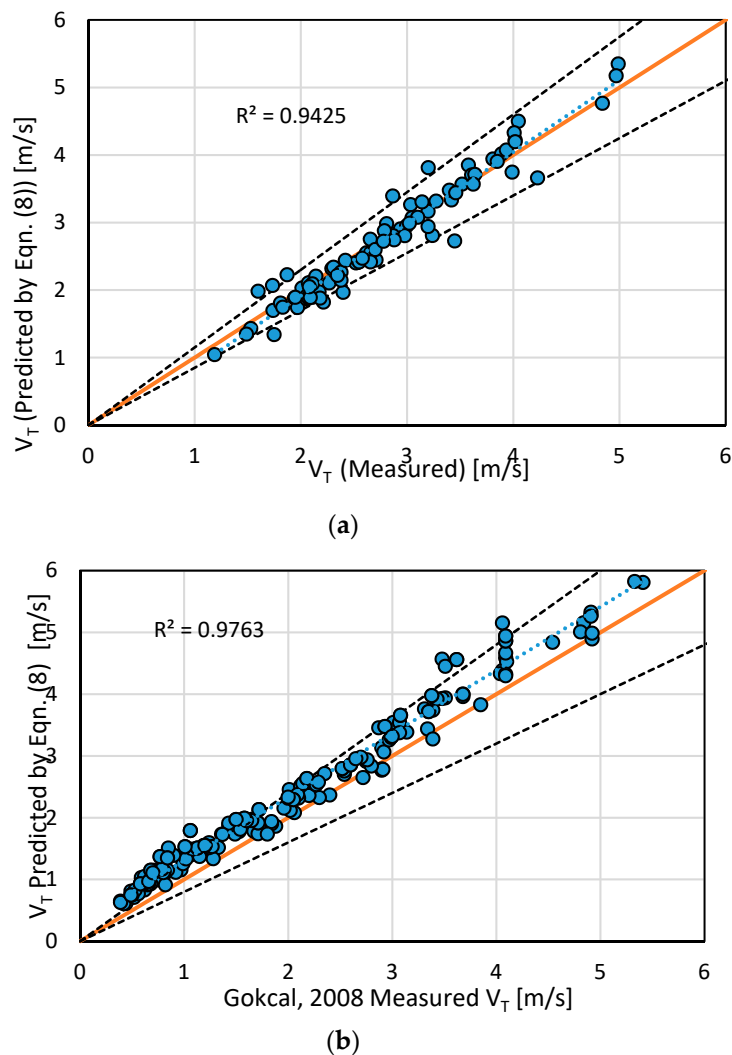 6
5
4
3
2
1
0
V_T (Predicted by Eqn. (8)) [m/s]
R² = 0.9425
0 1 2 3 4 5 6
V_T (Measured) [m/s]
(a)
6
5
4
3
2
1
0
V_T Predicted by Eqn. (8) [m/s]
R² = 0.9763
0 1 2 3 4 5 6
Gokcal, 2008 Measured V_T [m/s]
(b)